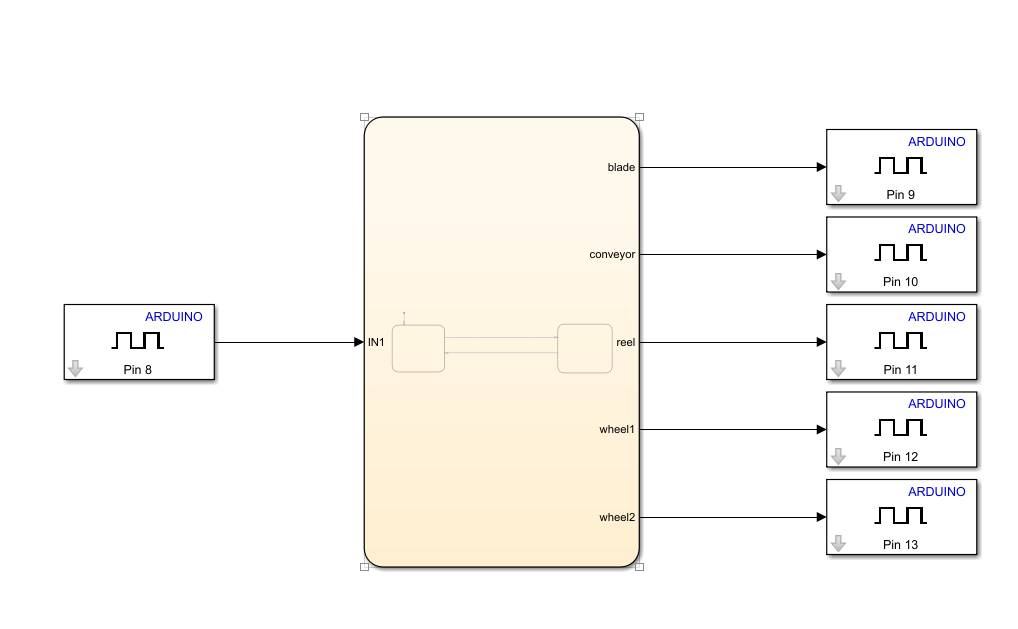 ARDUINO
Pin 8
IN1
blade
conveyor
reel
wheel1
wheel2
ARDUINO
Pin 9
ARDUINO
Pin 10
ARDUINO
Pin 11
ARDUINO
Pin 12
ARDUINO
Pin 13